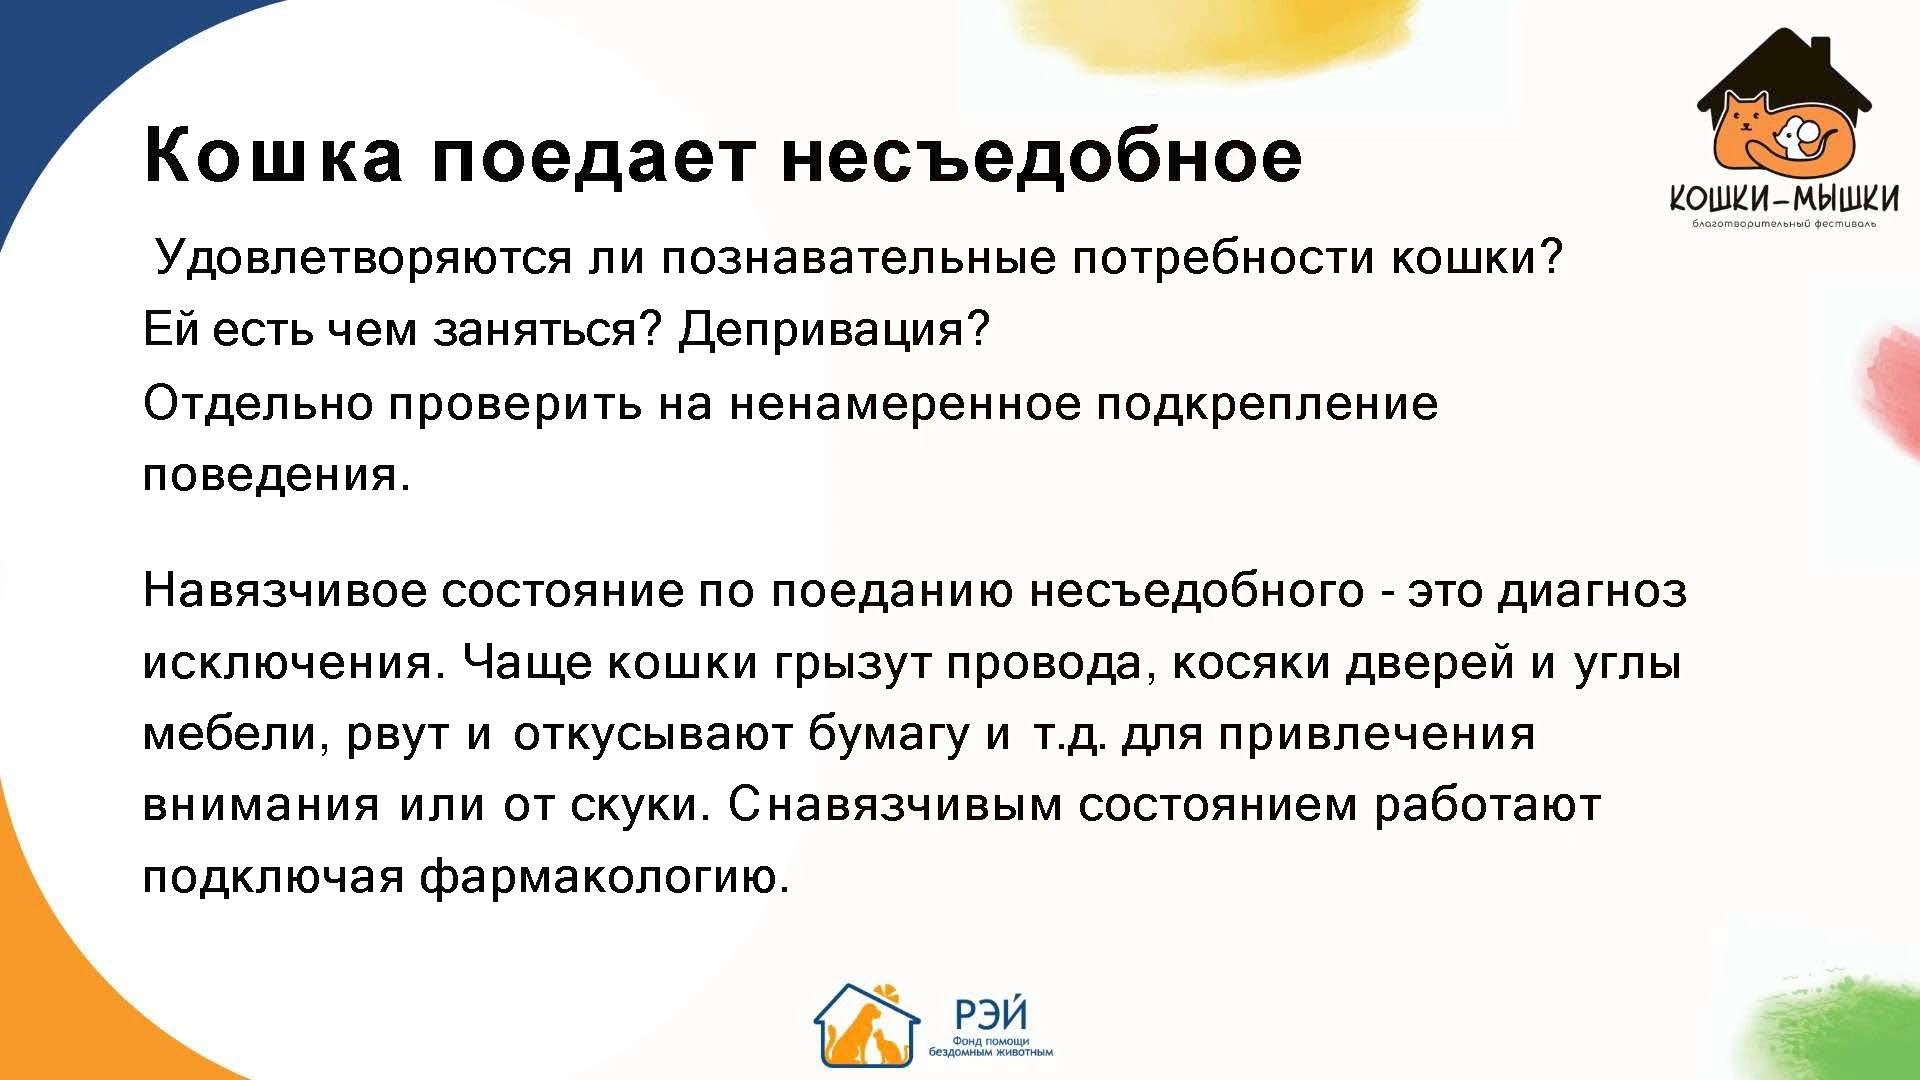 КОШКИ-МЫШКИ
благотворительный фестиваль
Кошка поедает несъедобное
Удовлетворяются ли познавательные потребности кошки?
Ей есть чем заняться? Депривация?
Отдельно проверить на ненамеренное подкрепление
поведения.
Навязчивое состояние по поеданию несъедобного - это диагноз
исключения. Чаще кошки грызут провода, косяки дверей и углы
мебели, рвут и откусывают бумагу и т.д. для привлечения
внимания или от скуки. С навязчивым состоянием работают
подключая фармакологию.
РЭЙ
Фонд помощи
бездомным животным